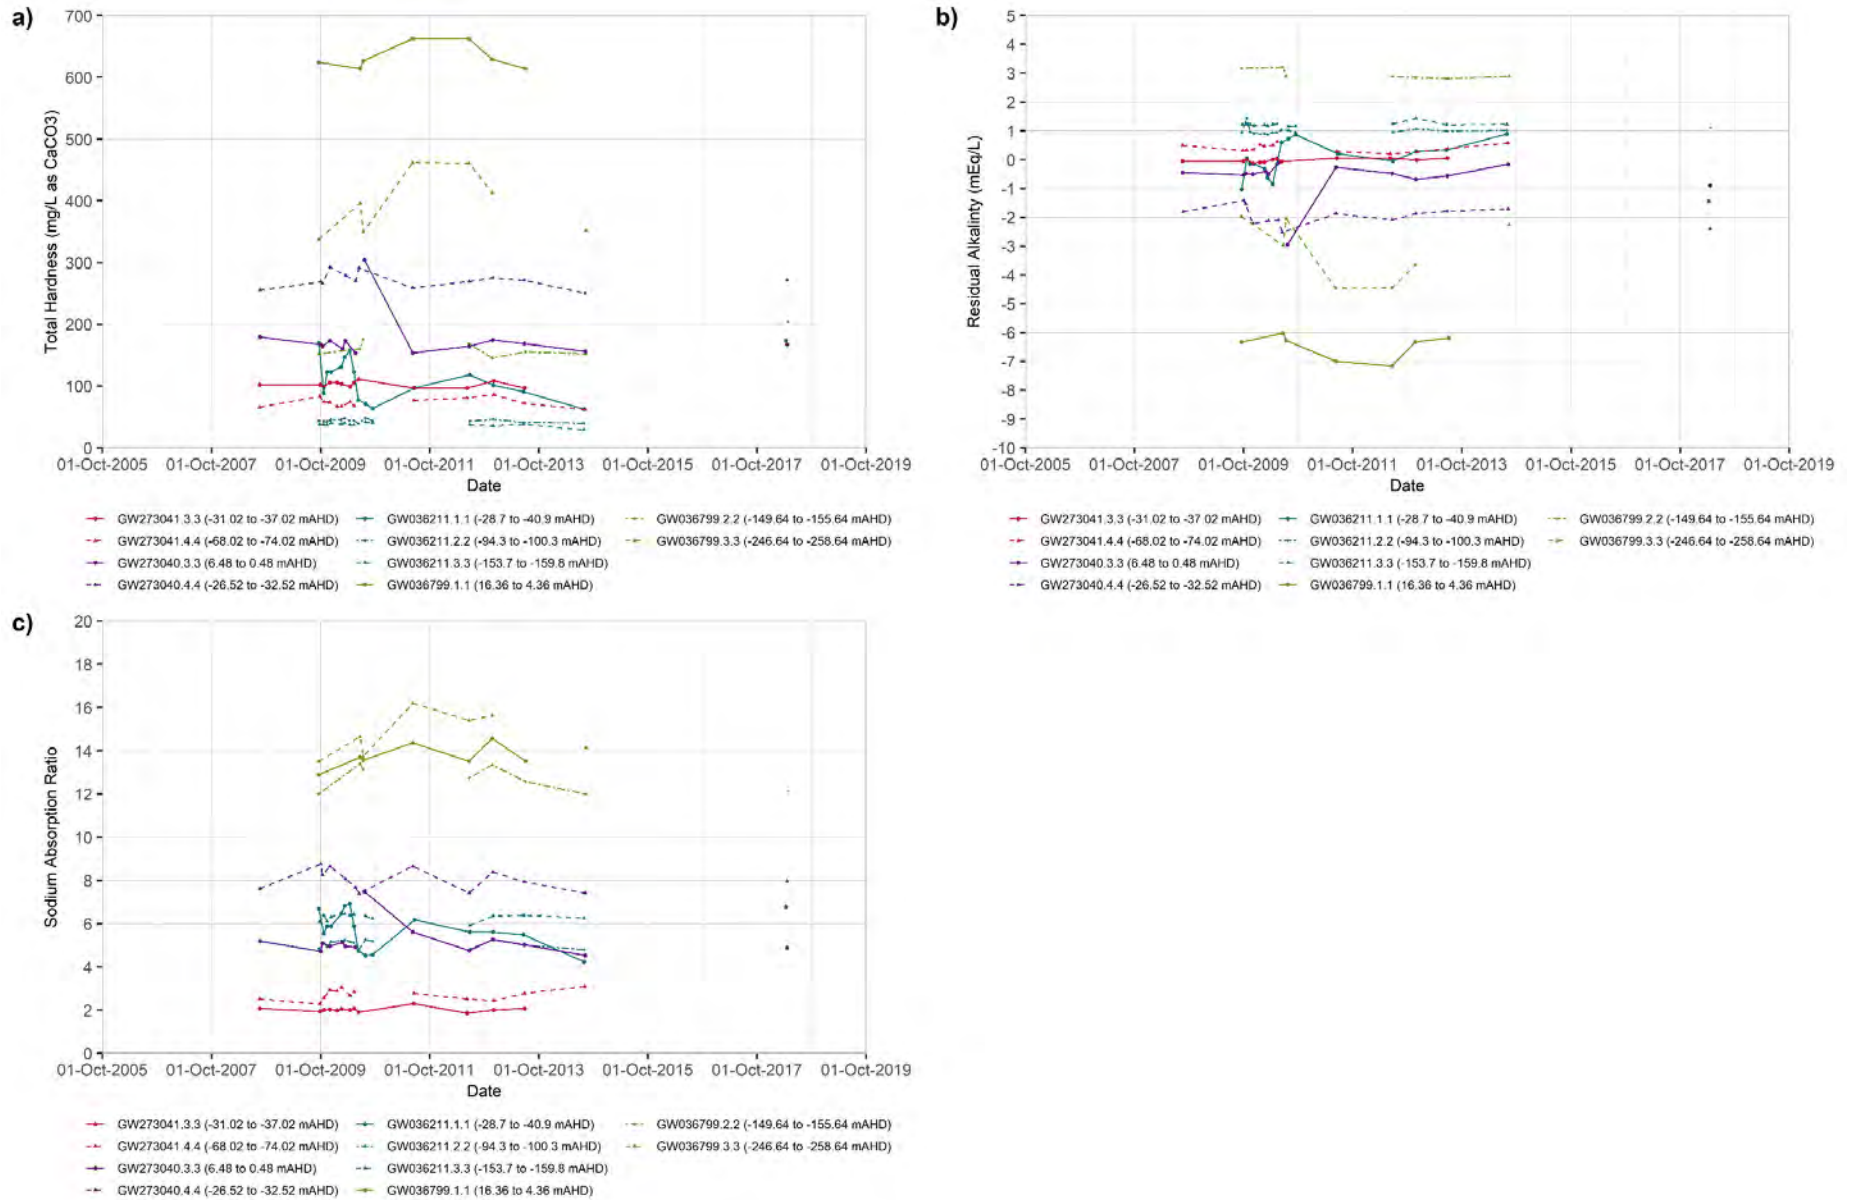 a)
Total Hardness (mg/L as CaCO3)
700
600
500
400
300
200
100
0
01-Oct-2005 01-Oct-2007 01-Oct-2009 01-Oct-2011 01-Oct-2013 01-Oct-2015 01-Oct-2017 01-Oct-2019
Date
GW273041.3.3 (-31.02 to -37.02 mAHD) GW036211.1.1 (-28.7 to -40.9 mAHD) GW036799.2.2 (-149.64 to -155.64 mAHD)
GW273041.4.4 (-68.02 to -74.02 mAHD) GW036211.2.2 (-94.3 to -100.3 mAHD) GW036799.3.3 (-246.64 to -258.64 mAHD)
GW273040.3.3 (6.48 to 0.48 mAHD) GW036211.3.3 (-153.7 to -159.8 mAHD)
GW273040.4.4 (-26.52 to -32.52 mAHD) GW036799.1.1 (16.36 to 4.36 mAHD)
b)
Residual Alkalinty (mEq/L)
5
4
3
2
1
0
-1
-2
-3
-4
-5
-6
-7
-8
-9
-10
01-Oct-2005 01-Oct-2007 01-Oct-2009 01-Oct-2011 01-Oct-2013 01-Oct-2015 01-Oct-2017 01-Oct-2019
Date
GW273041.3.3 (-31.02 to -37 02 mAHD) GW036211.1.1 (-28.7 to -40.9 mAHD) GW036799.2.2 (-149.64 to -155.64 mAHD)
GW273041.4.4 (-68.02 to -74.02 mAHD) GW036211.2.2 (-94.3 to -100.3 mAHD) GW036799.3.3 (-246.64 to -258.64 mAHD)
GW273040.3.3 (6.48 to 0.48 mAHD) GW036211.3.3 (-153.7 to -159.8 mAHD)
GW273040.4.4 (-26.52 to -32.52 mAHD) GW036799.1.1 (16.36 to 4.36 mAHD)
c)
Sodium Absorption Ratio
20
18
16
14
12
10
8
6
4
2
0
01-Oct-2005 01-Oct-2007 01-Oct-2009 01-Oct-2011 01-Oct-2013 01-Oct-2015 01-Oct-2017 01-Oct-2019
Date
GW273041.3.3 (-31.02 to -37.02 mAHD) GW036211.1.1 (-28.7 to -40.9 mAHD) GW036799.2.2 (-149.64 to -155.64 mAHD)
GW273041 4.4 (-68.02 to -74.02 mAHD) GW036211.2.2 (-94.3 to -100.3 mAHD) GW036799.3.3 (-246.64 to -258.64 mAHD)
GW273040.3.3 (6.48 to 0.48 mAHD) GW036211.3.3 (-153.7 to -159.8 mAHD)
GW273040.4.4 (-26.52 to -32.52 mAHD) GW036799.1.1 (16.36 to 4.36 mAHD)